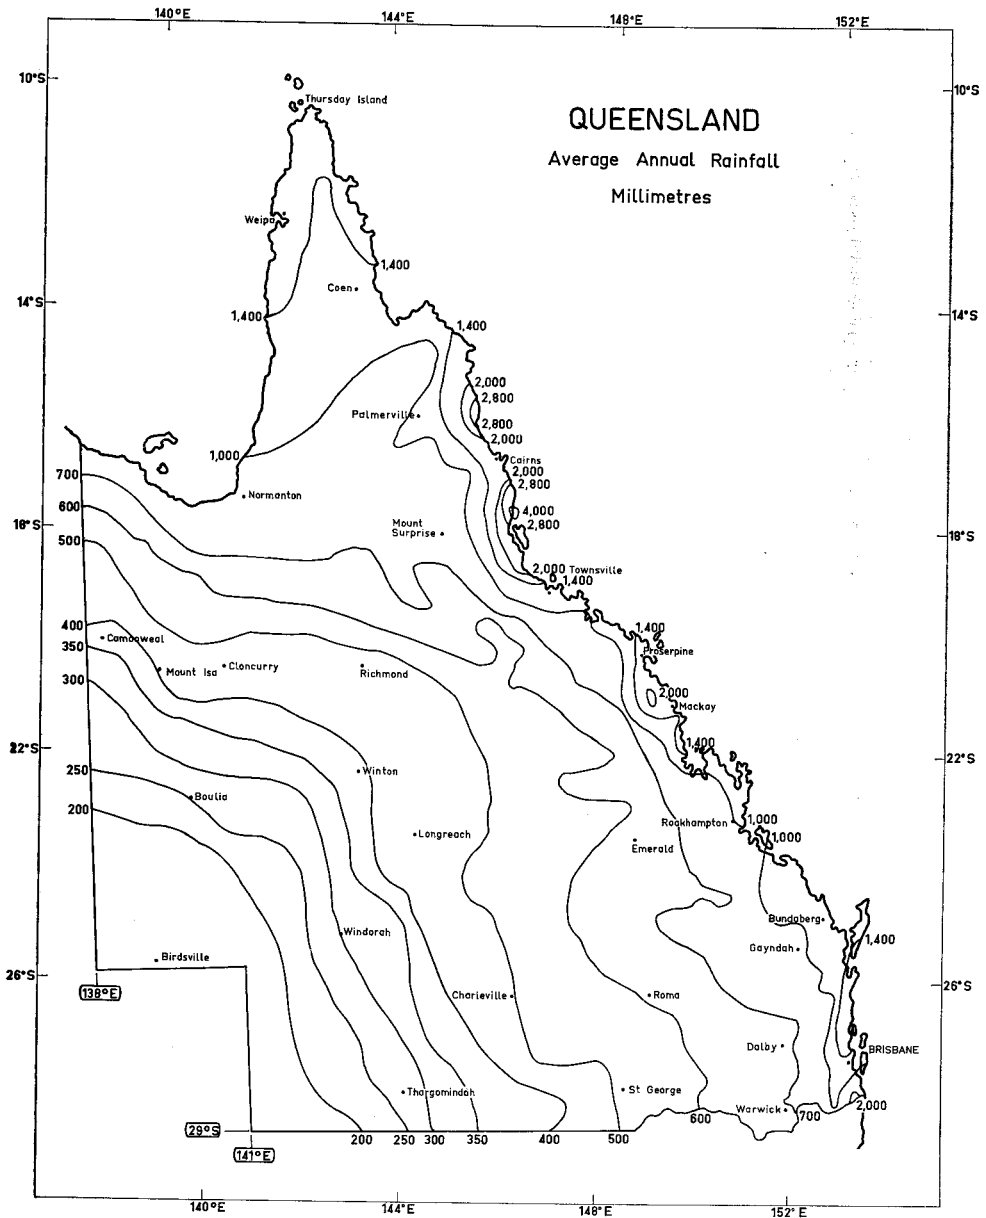 140°E 144°E 148°E 152°E
10°S 10°S
Thursday Island
QUEENSLAND
Average Annual Rainfall
Millimetres
Weipa
1,400
Coen
14°S 1,400 14°S
1,400
2,000
2,800
Palmerville
2,800
2,000
1,000 Cairns
700 2,000
2,800
Normanton
600 4,000
Mount 2,800
18°S Surprise 18°S
500
2,000 Townsville
1,400
400 1,400
Camooweal
350 Proserpine
Mount Isa Cloncurry Richmond
300
2,000
Mackay
22°S 1,400 22°S
250 Winton
Boulia
200
Rockhampton 1,000
Longreach 1,000
Emerald
Bundaberg
Windorah 1,400
Gayndah
Birdsville
26°S 26°S
138°E Charleville Roma
Dalby BRISBANE
Thargomindah St George
Warwick 700 2,000
600
29°S
200 250 300 350 400 500
141°E
140°E 144°E 148°E 152°E